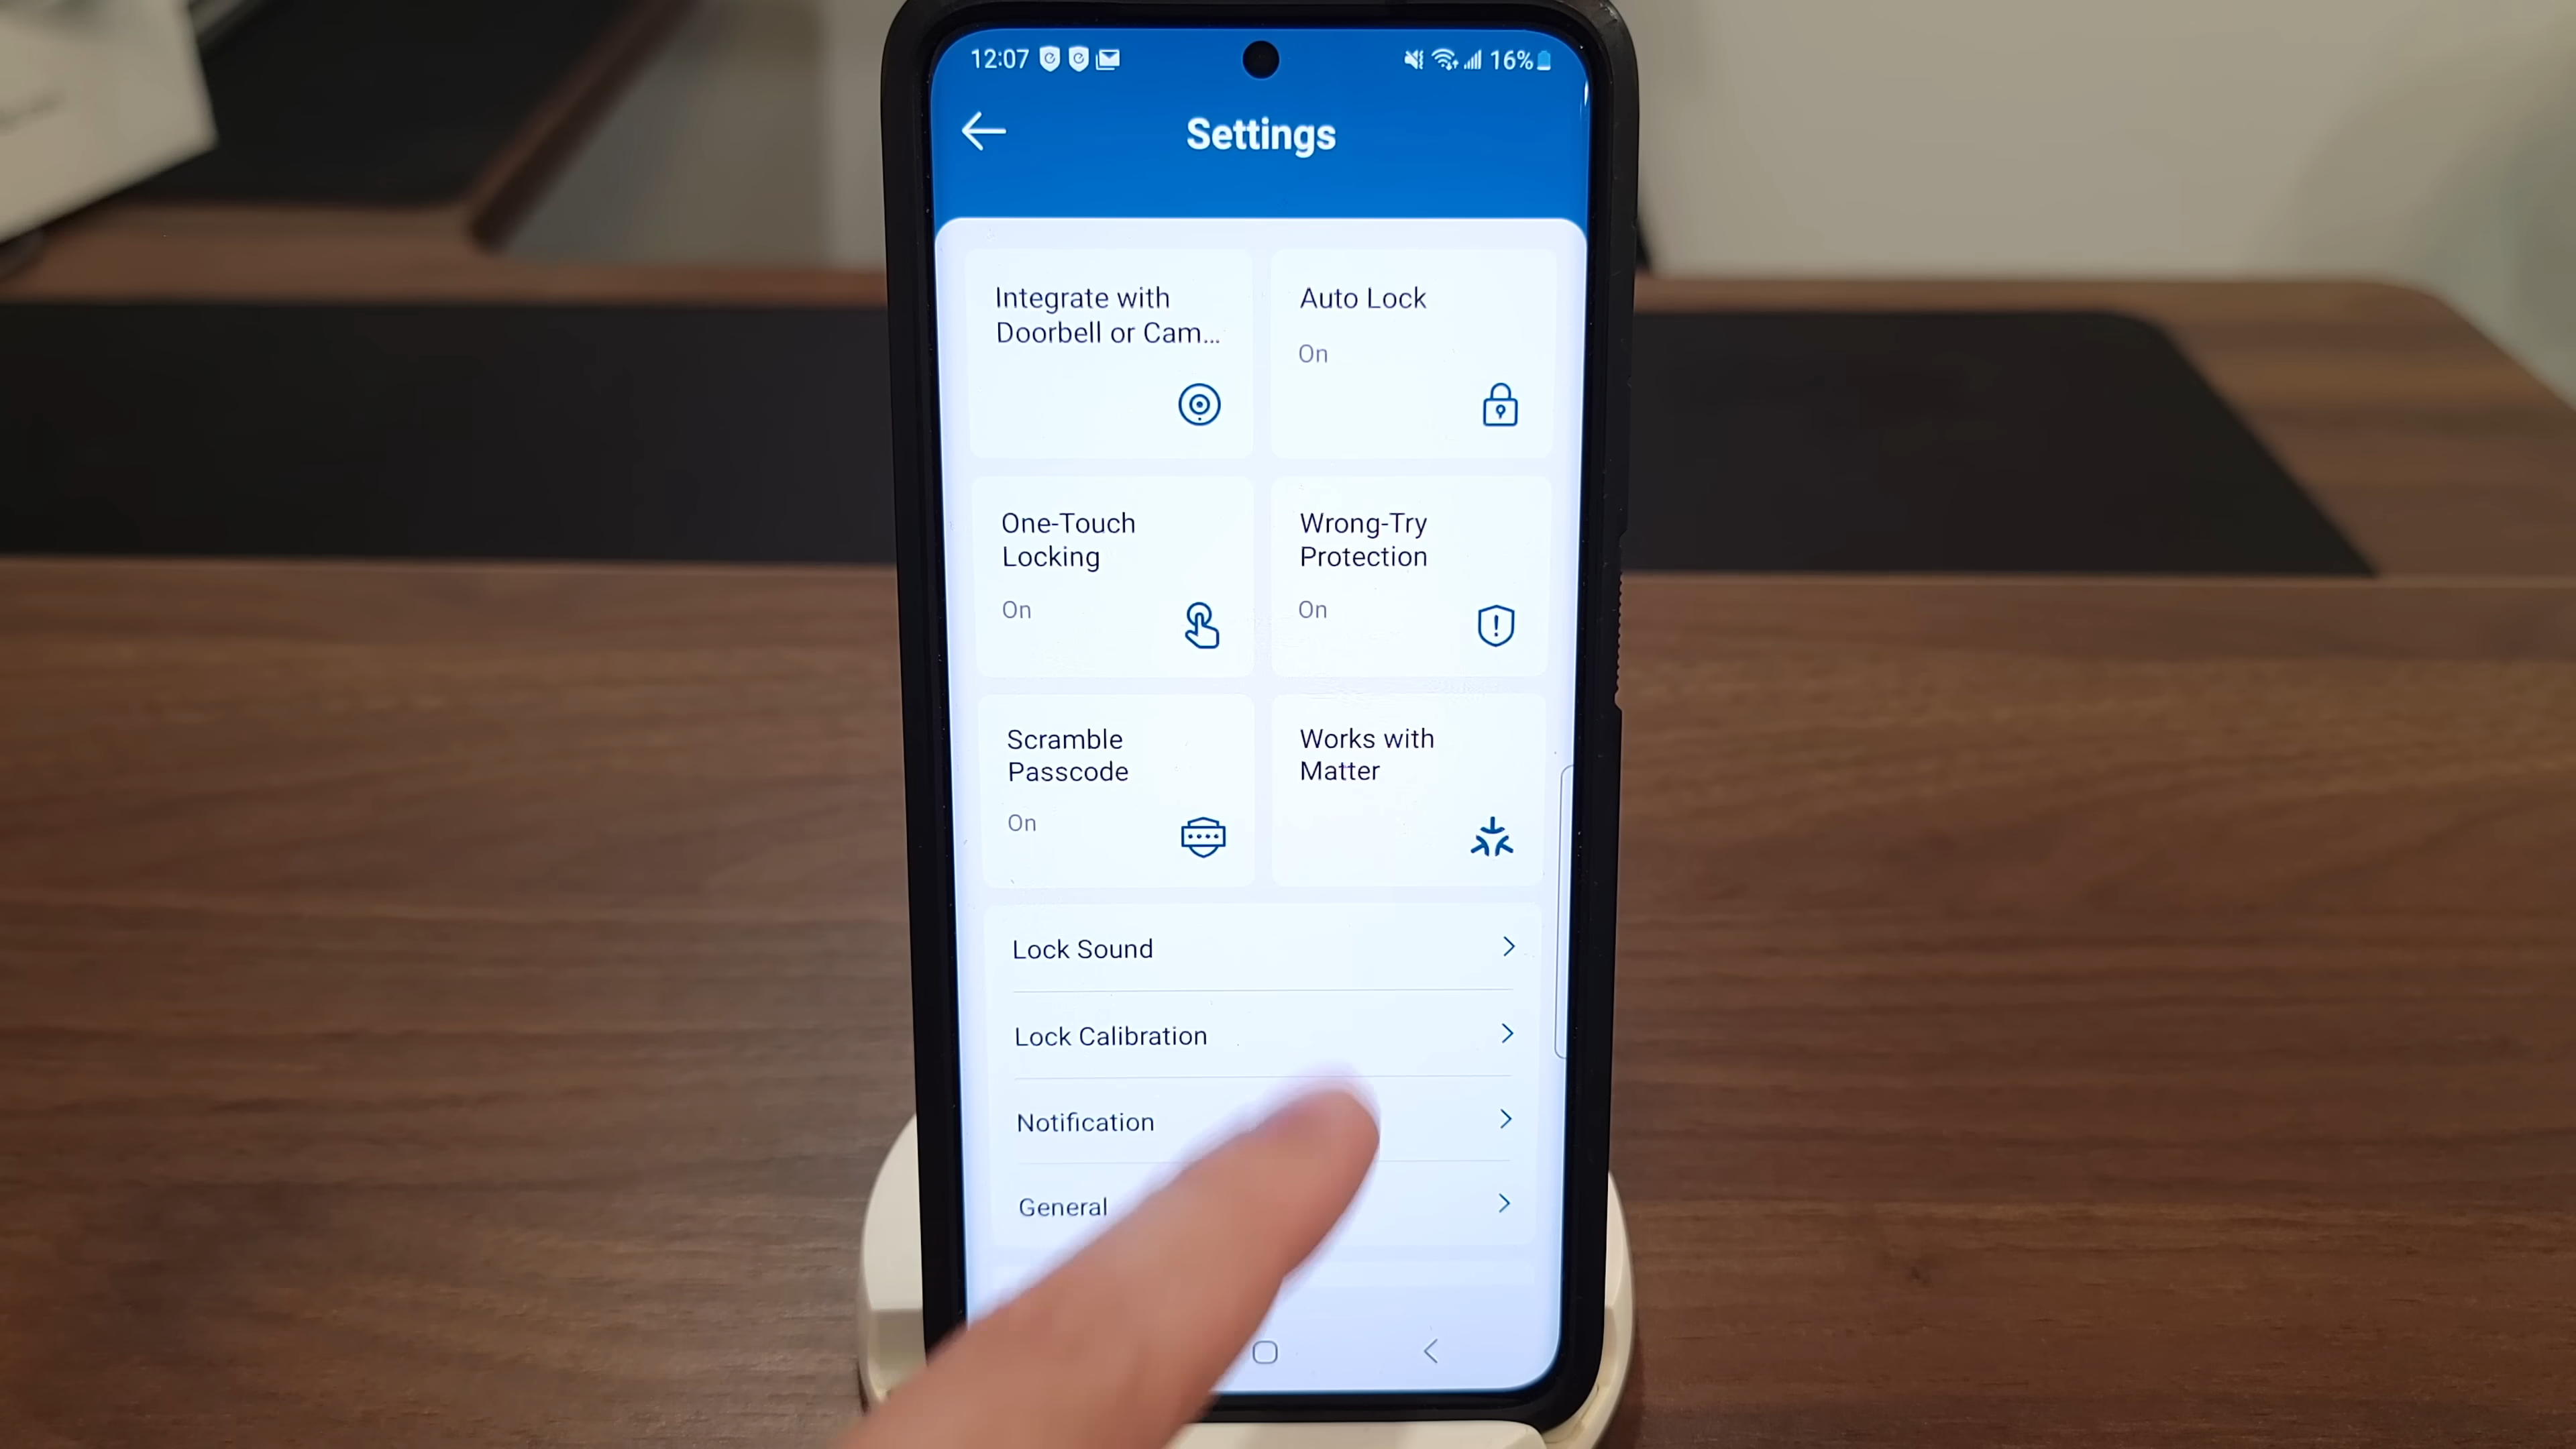 12:07
16%
Settings
Integrate with
Doorbell or Cam...
Auto Lock
On
One-Touch
Locking
On
Wrong-Try
Protection
On
Scramble
Passcode
On
Works with
Matter
Lock Sound
Lock Calibration
Notification
General